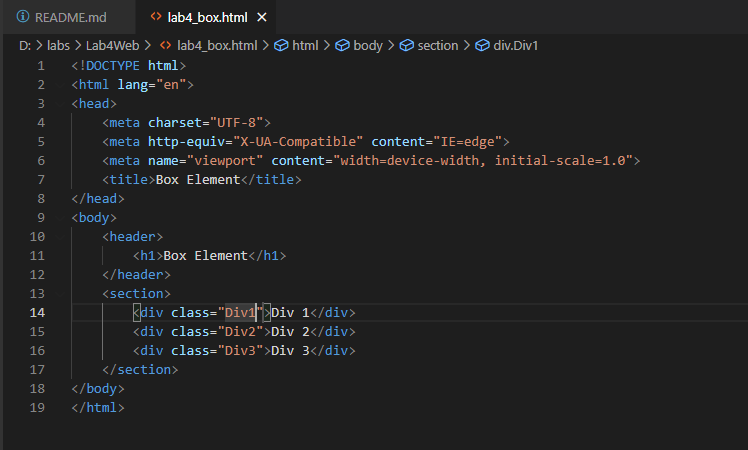 README.md lab4_box.html
D: > labs > Lab4Web > lab4_box.html > html > body > section > div.Div1
1 <!DOCTYPE html>
2 <html lang="en">
3 <head>
4     <meta charset="UTF-8">
5     <meta http-equiv="X-UA-Compatible" content="IE=edge">
6     <meta name="viewport" content="width=device-width, initial-scale=1.0">
7     <title>Box Element</title>
8 </head>
9 <body>
10     <header>
11         <h1>Box Element</h1>
12     </header>
13     <section>
14         <div class="Div1">Div 1</div>
15         <div class="Div2">Div 2</div>
16         <div class="Div3">Div 3</div>
17     </section>
18 </body>
19 </html>